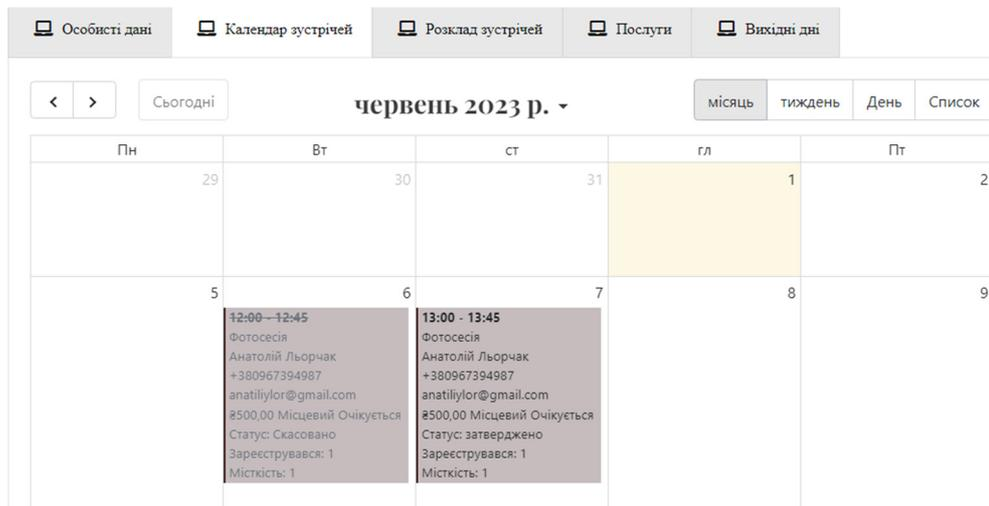 Особисті дані Календар зустрічей Розклад зустрічей Послуги Вихідні дні
Сьогодні червень 2023 р. місяць тиждень День Список
Пн Вт ст гл Пт
29 30 31 1 2
5 6 7 8 9
12:00 - 12:45
Фотосесія
Анатолій Льорчак
+380967394987
anatiliylor@gmail.com
₴500,00 Місцевий Очікується
Статус: Скасовано
Зареєструвався: 1
Місткість: 1
13:00 - 13:45
Фотосесія
Анатолій Льорчак
+380967394987
anatiliylor@gmail.com
₴500,00 Місцевий Очікується
Статус: затверджено
Зареєструвався: 1
Місткість: 1